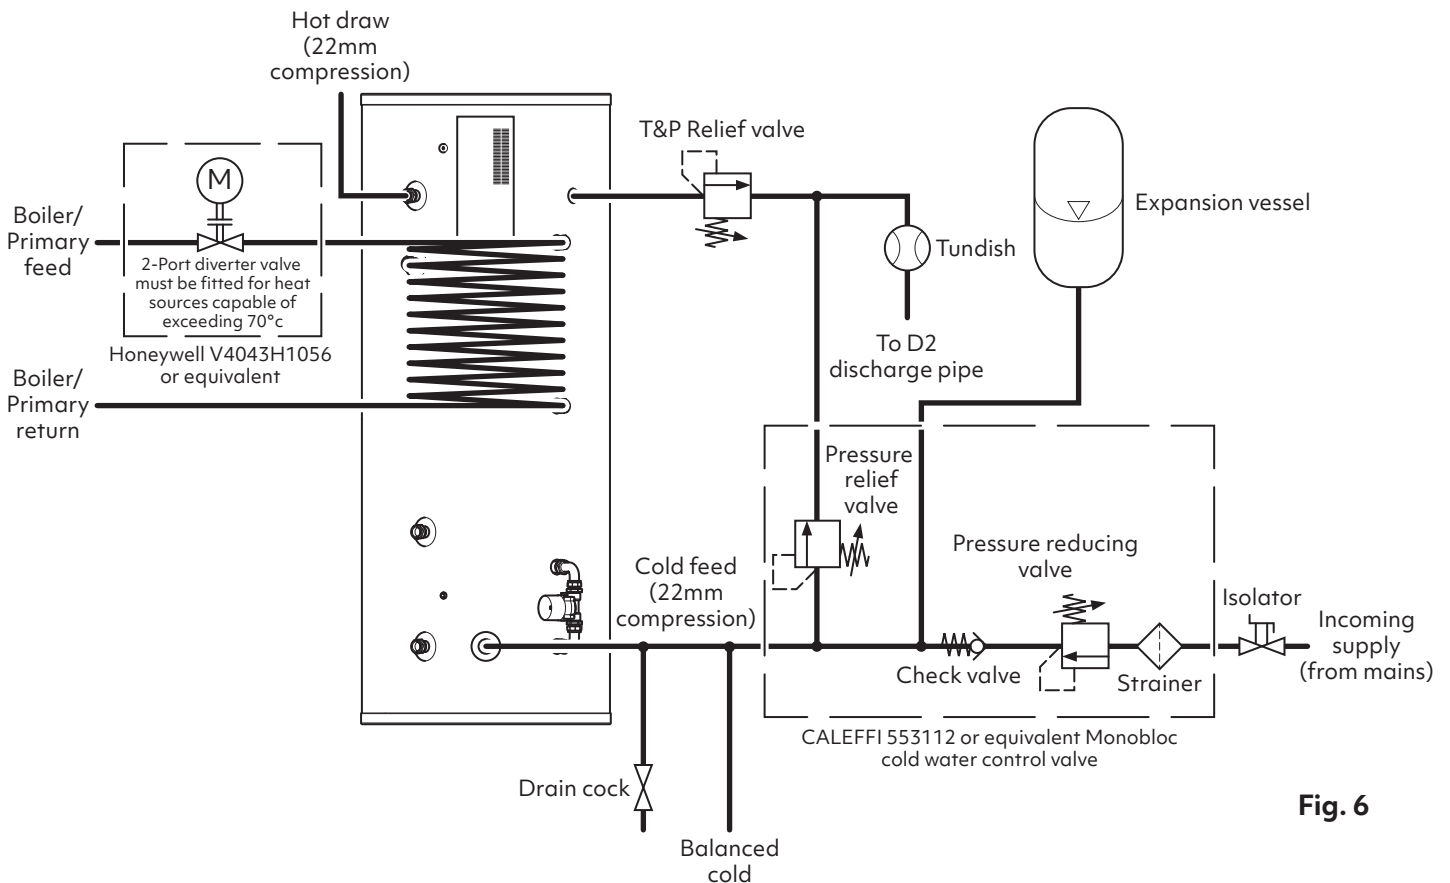 Hot draw
(22mm
compression)
T&P Relief valve
M
Boiler/
Primary
feed
Expansion vessel
Tundish
2-Port diverter valve
must be fitted for heat
sources capable of
exceeding 70°c
Honeywell V4043H1056
or equivalent
To D2
discharge pipe
Boiler/
Primary
return
Pressure
relief
valve
Pressure reducing
valve
Cold feed
(22mm
compression)
Isolator
Incoming
supply
(from mains)
Check valve
Strainer
CALEFFI 553112 or equivalent Monobloc
cold water control valve
Drain cock
Balanced
cold
Fig. 6